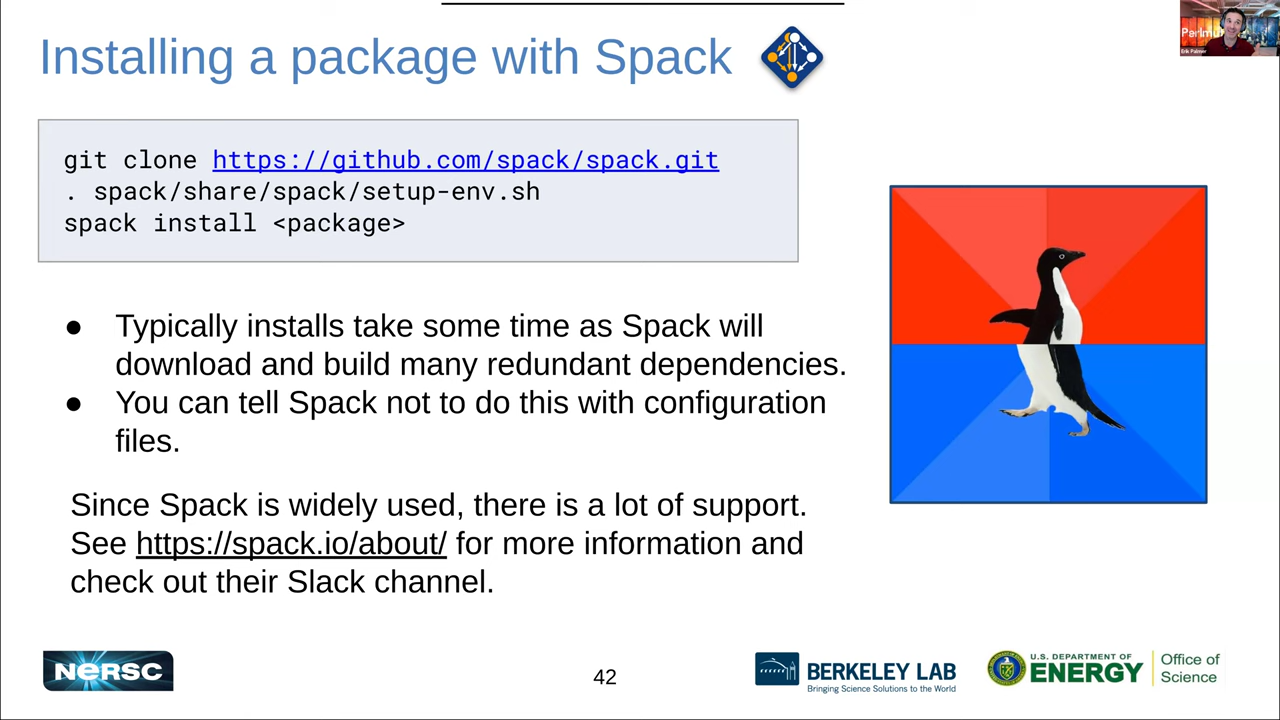 Installing a package with Spack
git clone https://github.com/spack/spack.git
. spack/share/spack/setup-env.sh
spack install <package>
● Typically installs take some time as Spack will
download and build many redundant dependencies.
● You can tell Spack not to do this with configuration
files.
Since Spack is widely used, there is a lot of support.
See https://spack.io/about/ for more information and
check out their Slack channel.
NERSC
42
BERKELEY LAB
Bringing Science Solutions to the World
U.S. DEPARTMENT OF
ENERGY
Office of
Science
Erik Palmer